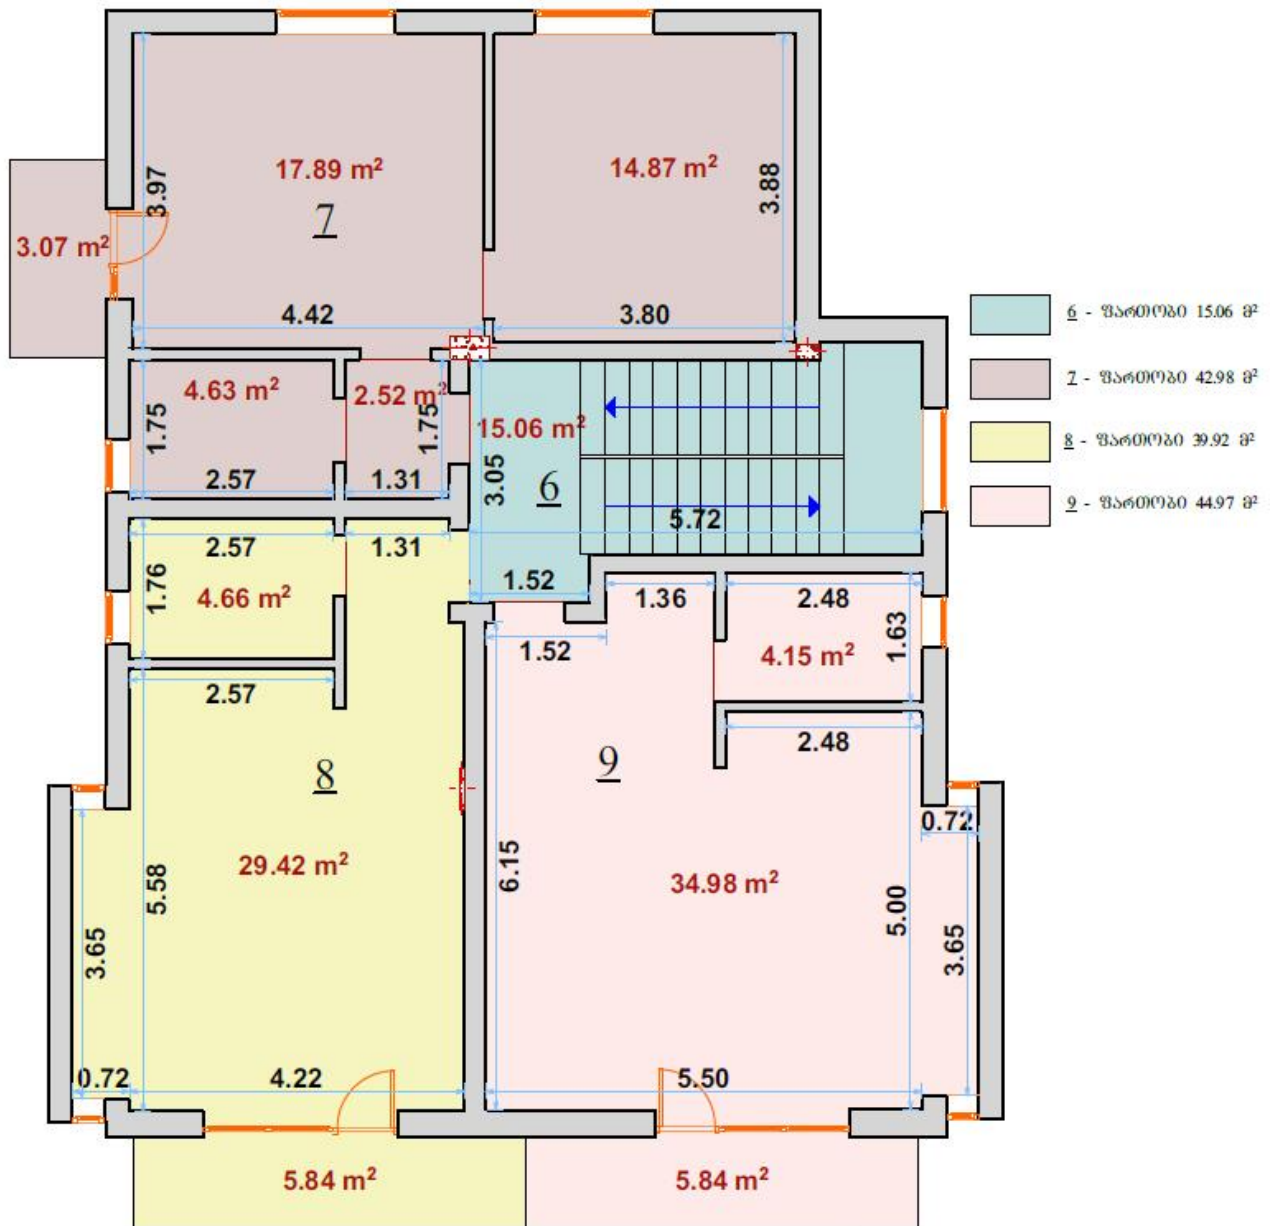 17.89 m²
14.87 m²
3.97
3.88
7
3.07 m²
4.42
3.80
6 - ფართობი 15.06 მ²
7 - ფართობი 42.98 მ²
8 - ფართობი 39.92 მ²
9 - ფართობი 44.97 მ²
4.63 m²
2.52 m²
1.75
1.75
15.06 m²
3.05
2.57
1.31
6
5.72
2.57
1.31
1.76
4.66 m²
1.52
1.36
2.48
1.63
1.52
4.15 m²
2.57
2.48
8
9
0.72
29.42 m²
5.58
6.15
34.98 m²
5.00
3.65
3.65
0.72
4.22
5.50
5.84 m²
5.84 m²